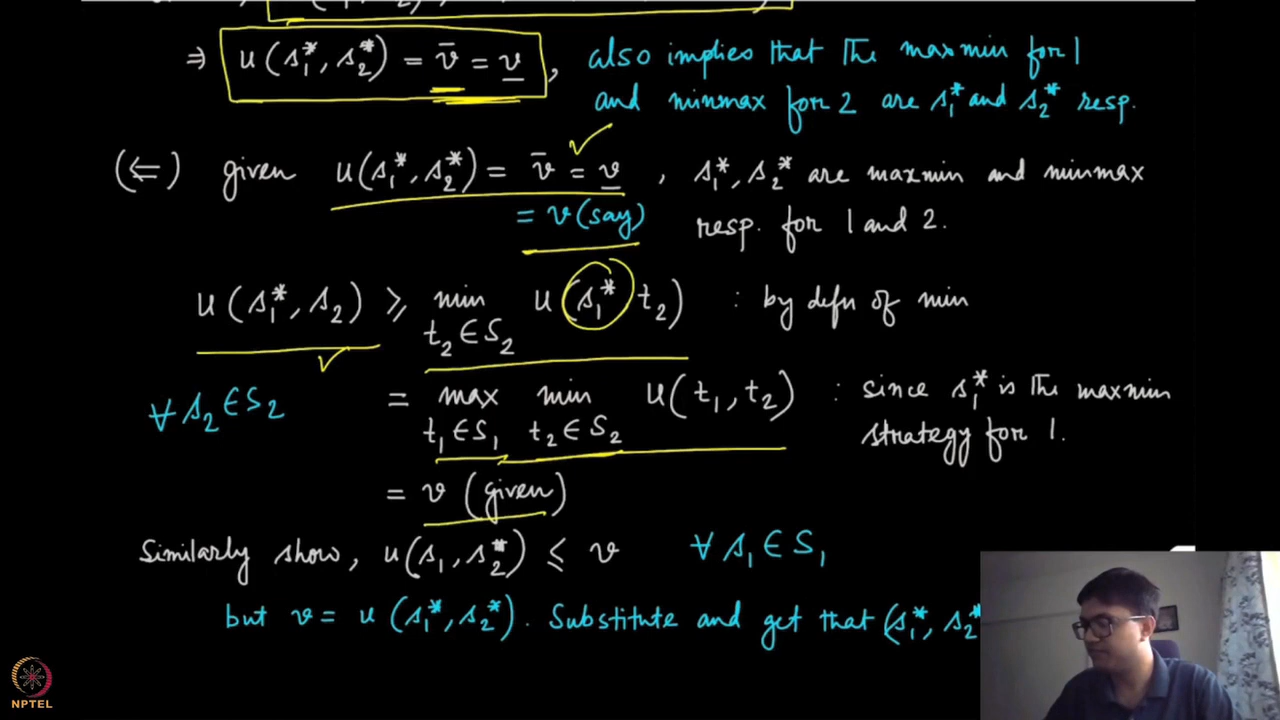 ⇒ u(s₁*, s₂*) = v̄ = v̲ , also implies that the maxmin for 1
and minmax for 2 are s₁* and s₂* resp.
(⇐) given u(s₁*, s₂*) = v̄ = v̲ , s₁*, s₂* are maxmin and minmax
= v (say) resp. for 1 and 2.
u(s₁*, s₂) ⩾ min u(s₁* t₂) : by defn of min
t₂ ∈ S₂
∀ s₂ ∈ S₂ = max min u(t₁, t₂) : since s₁* is the maxmin
t₁ ∈ S₁ t₂ ∈ S₂ strategy for 1.
= v (given)
Similarly show, u(s₁, s₂*) ⩽ v ∀ s₁ ∈ S₁
but v = u(s₁*, s₂*). Substitute and get that (s₁*, s₂*
NPTEL